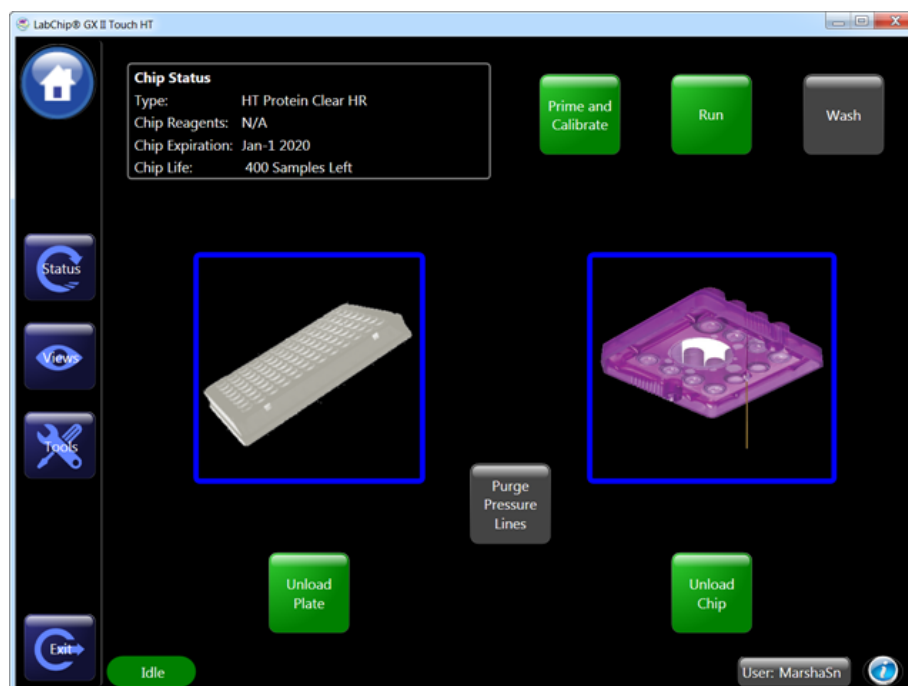 LabChip® GX II Touch HT
Chip Status
Type: HT Protein Clear HR
Chip Reagents: N/A
Chip Expiration: Jan-1 2020
Chip Life: 400 Samples Left
Prime and
Calibrate
Run
Wash
Status
Views
Tools
Purge
Pressure
Lines
Unload
Plate
Unload
Chip
Exit
Idle
User: MarshaSn
i